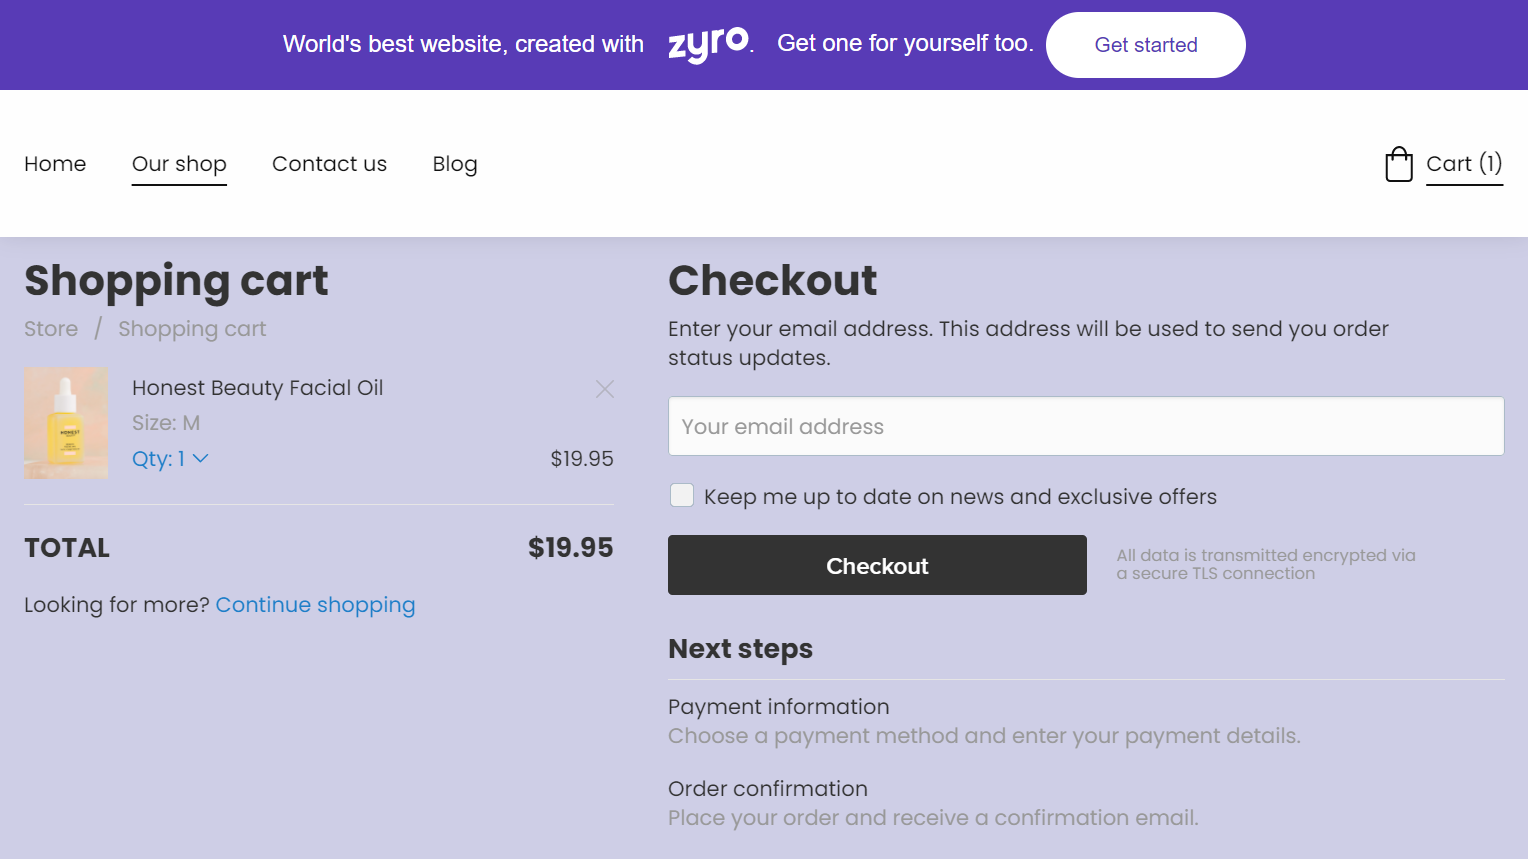 World's best website, created with zyro. Get one for yourself too. Get started
Home Our shop Contact us Blog Cart (1)
Shopping cart
Store / Shopping cart
Honest Beauty Facial Oil
Size: M
Qty: 1 $19.95
HONEST
TOTAL $19.95
Looking for more? Continue shopping
Checkout
Enter your email address. This address will be used to send you order
status updates.
Your email address
Keep me up to date on news and exclusive offers
Checkout
All data is transmitted encrypted via
a secure TLS connection
Next steps
Payment information
Choose a payment method and enter your payment details.
Order confirmation
Place your order and receive a confirmation email.